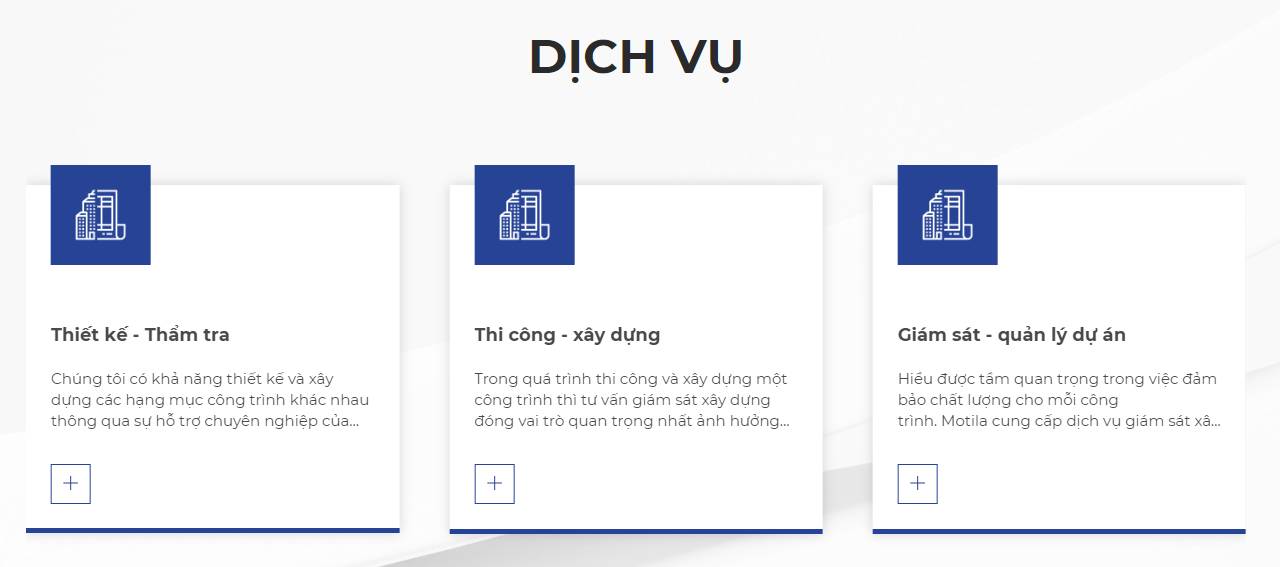 DỊCH VỤ
Thiết kế - Thẩm tra
Chúng tôi có khả năng thiết kế và xây
dựng các hạng mục công trình khác nhau
thông qua sự hỗ trợ chuyên nghiệp của...
Thi công - xây dựng
Trong quá trình thi công và xây dựng một
công trình thì tư vấn giám sát xây dựng
đóng vai trò quan trọng nhất ảnh hưởng...
Giám sát - quản lý dự án
Hiểu được tầm quan trọng trong việc đảm
bảo chất lượng cho mỗi công
trình. Motila cung cấp dịch vụ giám sát xâ...